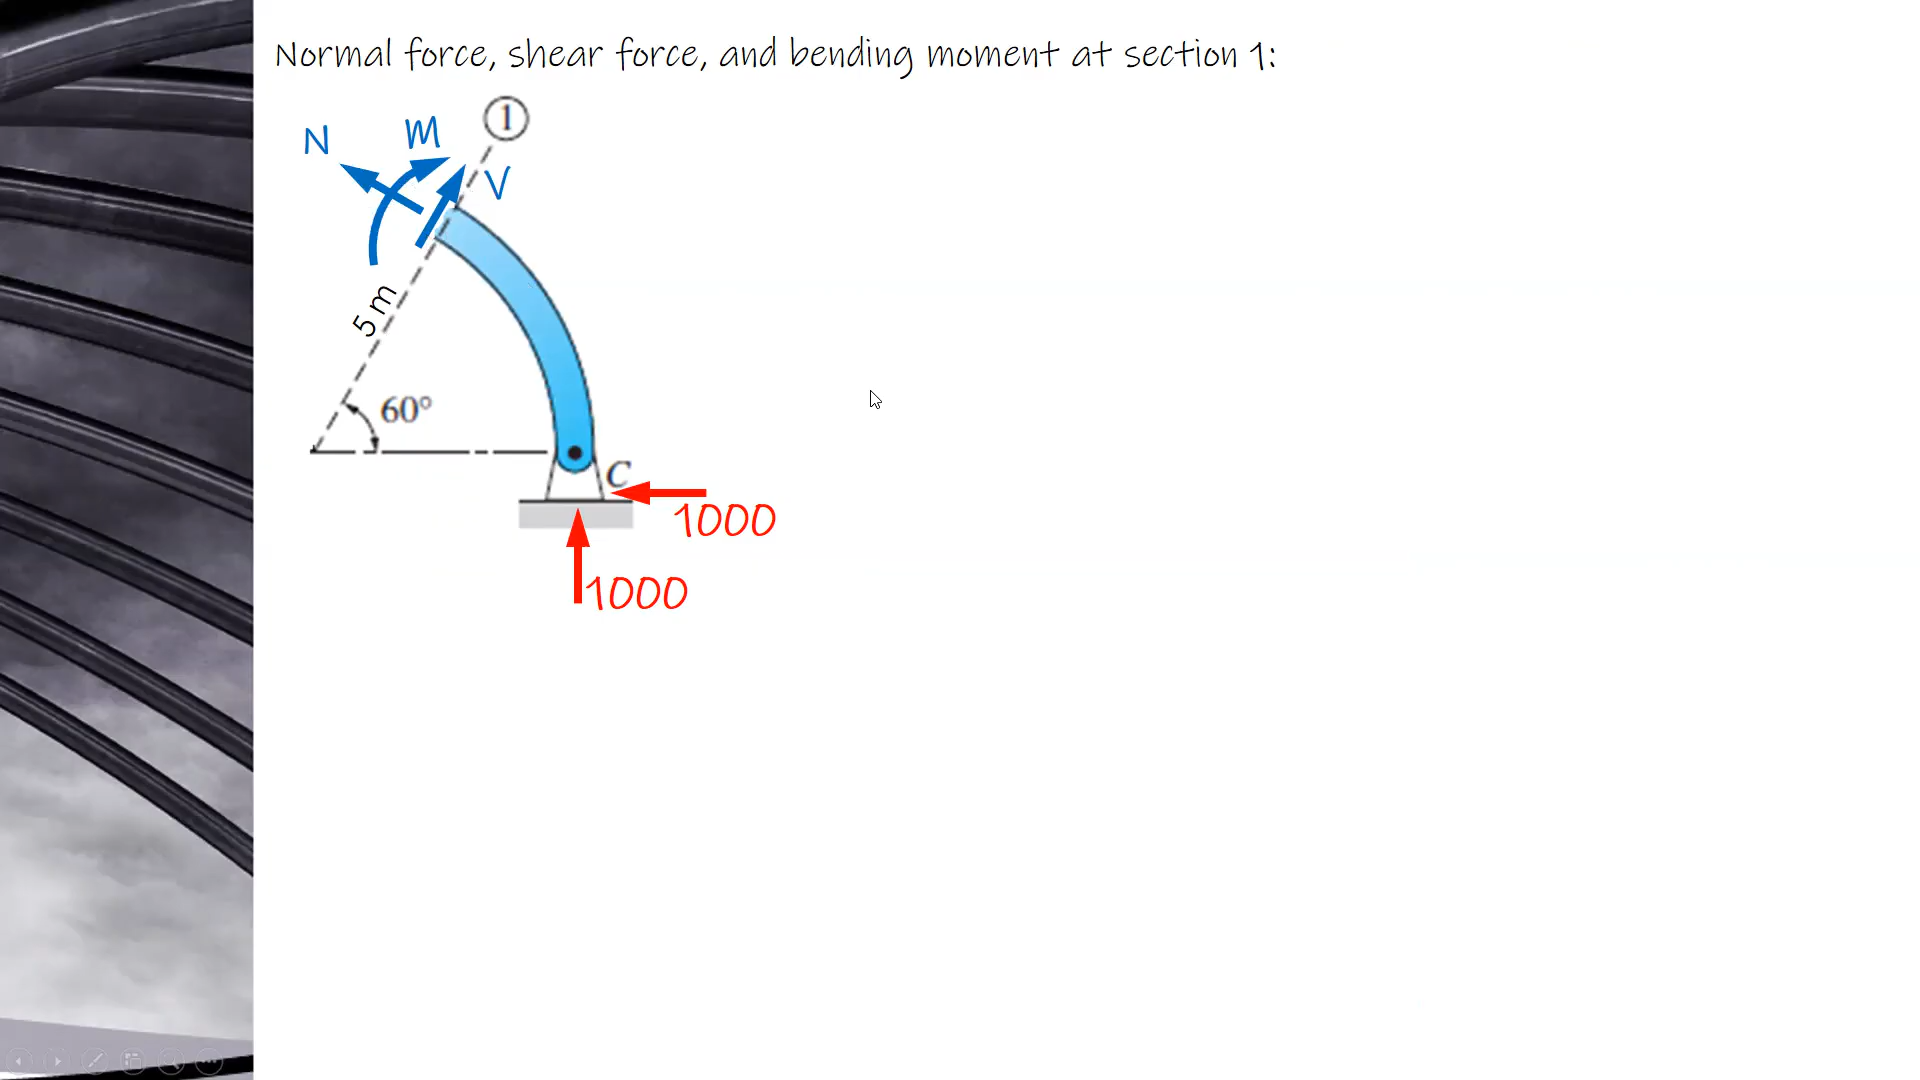 Normal force, shear force, and bending moment at section 1:
1
N
M
V
5 m
60°
C
1000
1000